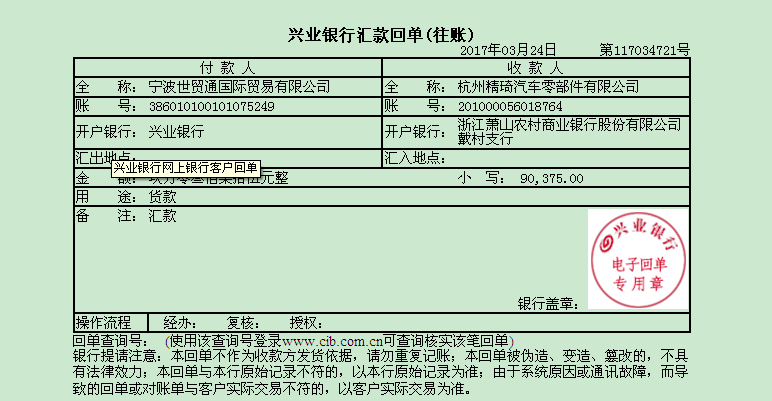 兴业银行汇款回单(往账)
2017年03月24日 第117034721号
付 款 人 收 款 人
全 称： 宁波世贸通国际贸易有限公司 全 称： 杭州精琦汽车零部件有限公司
账 号： 386010100101075249 账 号： 201000056018764
开户银行： 兴业银行 开户银行： 浙江萧山农村商业银行股份有限公司
戴村支行
汇出地点： 汇入地点：
兴业银行网上银行客户回单
金 额： 玖万零叁佰柒拾伍元整 小 写： 90,375.00
用 途： 货款
备 注： 汇款
兴业银行
电子回单
专用章
银行盖章：
操作流程 经办： 复核： 授权：
回单查询号： (使用该查询号登录www.cib.com.cn可查询核实该笔回单)
银行提请注意：本回单不作为收款方发货依据，请勿重复记账；本回单被伪造、变造、篡改的，不具
有法律效力；本回单与本行原始记录不符的，以本行原始记录为准；由于系统原因或通讯故障，而导
致的回单或对账单与客户实际交易不符的，以客户实际交易为准。